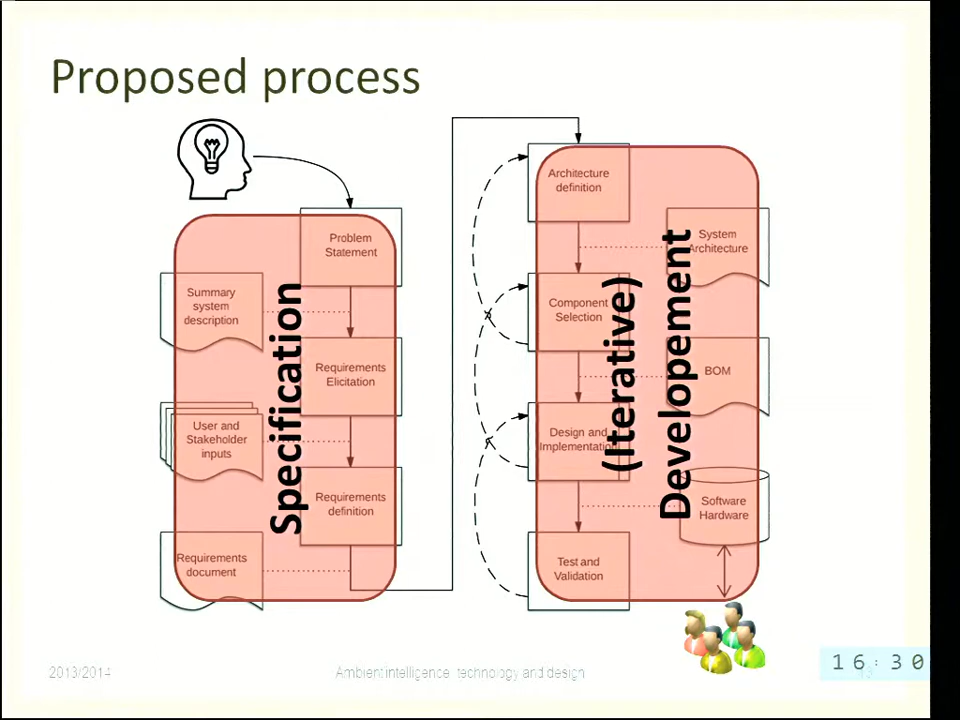 Proposed process
Problem
Statement
Summary
system
description
Requirements
Elicitation
User and
Stakeholder
inputs
Requirements
definition
Requirements
document
Specification
Architecture
definition
System
Architecture
Component
Selection
BOM
Design and
Implementation
Software
Hardware
Test and
Validation
(Iterative)
Developement
2013/2014
Ambient intelligence: technology and design
16:30